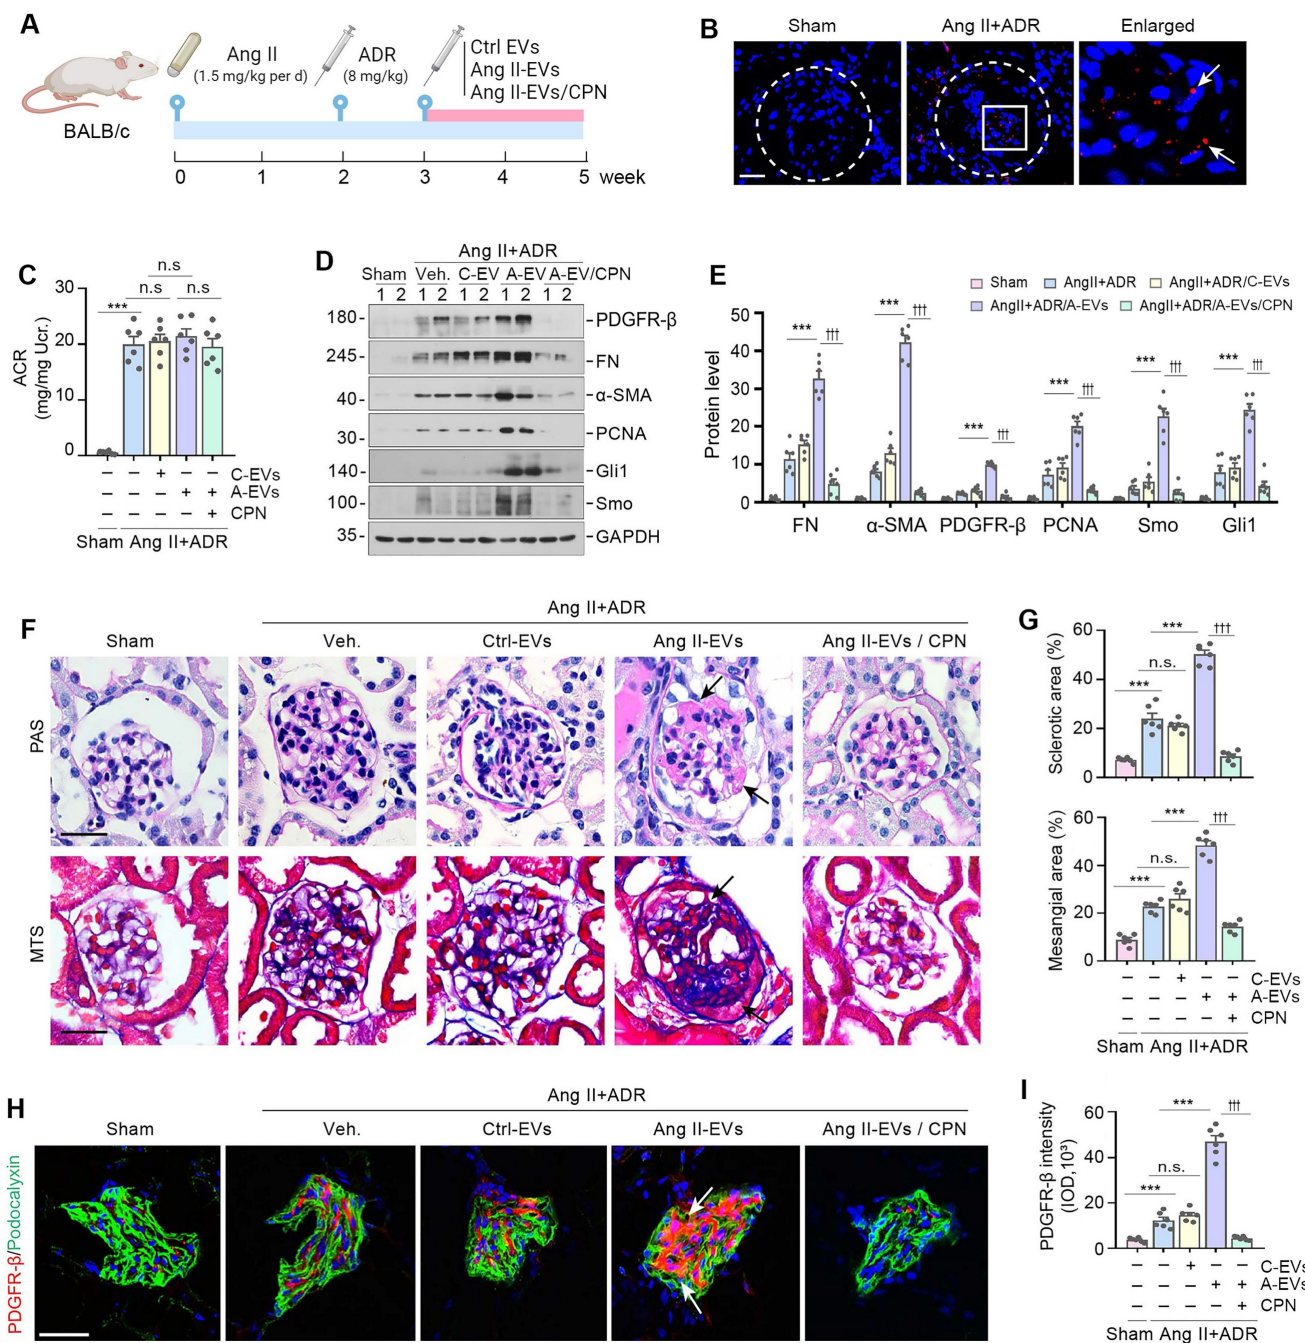 A
Ang II
(1.5 mg/kg per d)
ADR
(8 mg/kg)
Ctrl EVs
Ang II-EVs
Ang II-EVs/CPN
BALB/c
0 1 2 3 4 5 week
B
Sham Ang II+ADR Enlarged
C
n.s
*** n.s n.s
30
20
10
0
ACR
(mg/mg Ucr.)
– – + – – C-EVs
– – – + + A-EVs
– – – – + CPN
Sham Ang II+ADR
D
Ang II+ADR
Sham Veh. C-EV A-EV A-EV/CPN
1 2 1 2 1 2 1 2 1 2
180 PDGFR-β
245 FN
40 α-SMA
30 PCNA
140 Gli1
100 Smo
35 GAPDH
E
Sham AngII+ADR AngII+ADR/C-EVs
AngII+ADR/A-EVs AngII+ADR/A-EVs/CPN
50
40
30
20
10
0
Protein level
*** ††† *** ††† *** ††† *** ††† *** ††† *** †††
FN α-SMA PDGFR-β PCNA Smo Gli1
F
Ang II+ADR
Sham Veh. Ctrl-EVs Ang II-EVs Ang II-EVs / CPN
PAS
MTS
G
60
40
20
0
Sclerotic area (%)
*** †††
n.s.
***
60
40
20
0
Mesangial area (%)
*** †††
n.s.
***
– – + – – C-EVs
– – – + + A-EVs
– – – – + CPN
Sham Ang II+ADR
H
Ang II+ADR
Sham Veh. Ctrl-EVs Ang II-EVs Ang II-EVs / CPN
PDGFR-β/Podocalyxin
I
60
40
20
0
PDGFR-β intensity
(IOD,10³)
*** †††
n.s.
***
– – + – – C-EVs
– – – + + A-EVs
– – – – + CPN
Sham Ang II+ADR